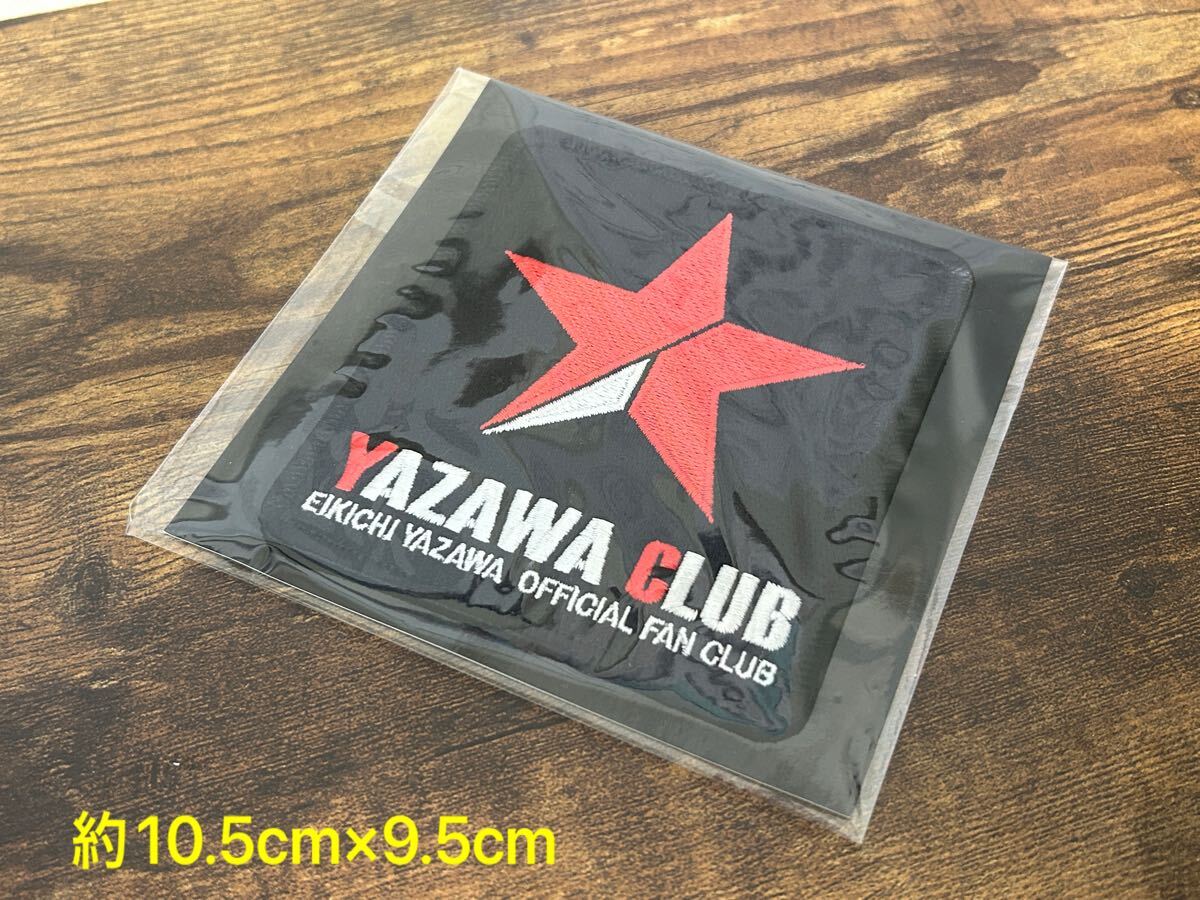 YAZAWA CLUB
EIKICHI YAZAWA OFFICIAL FAN CLUB
約10.5cm×9.5cm